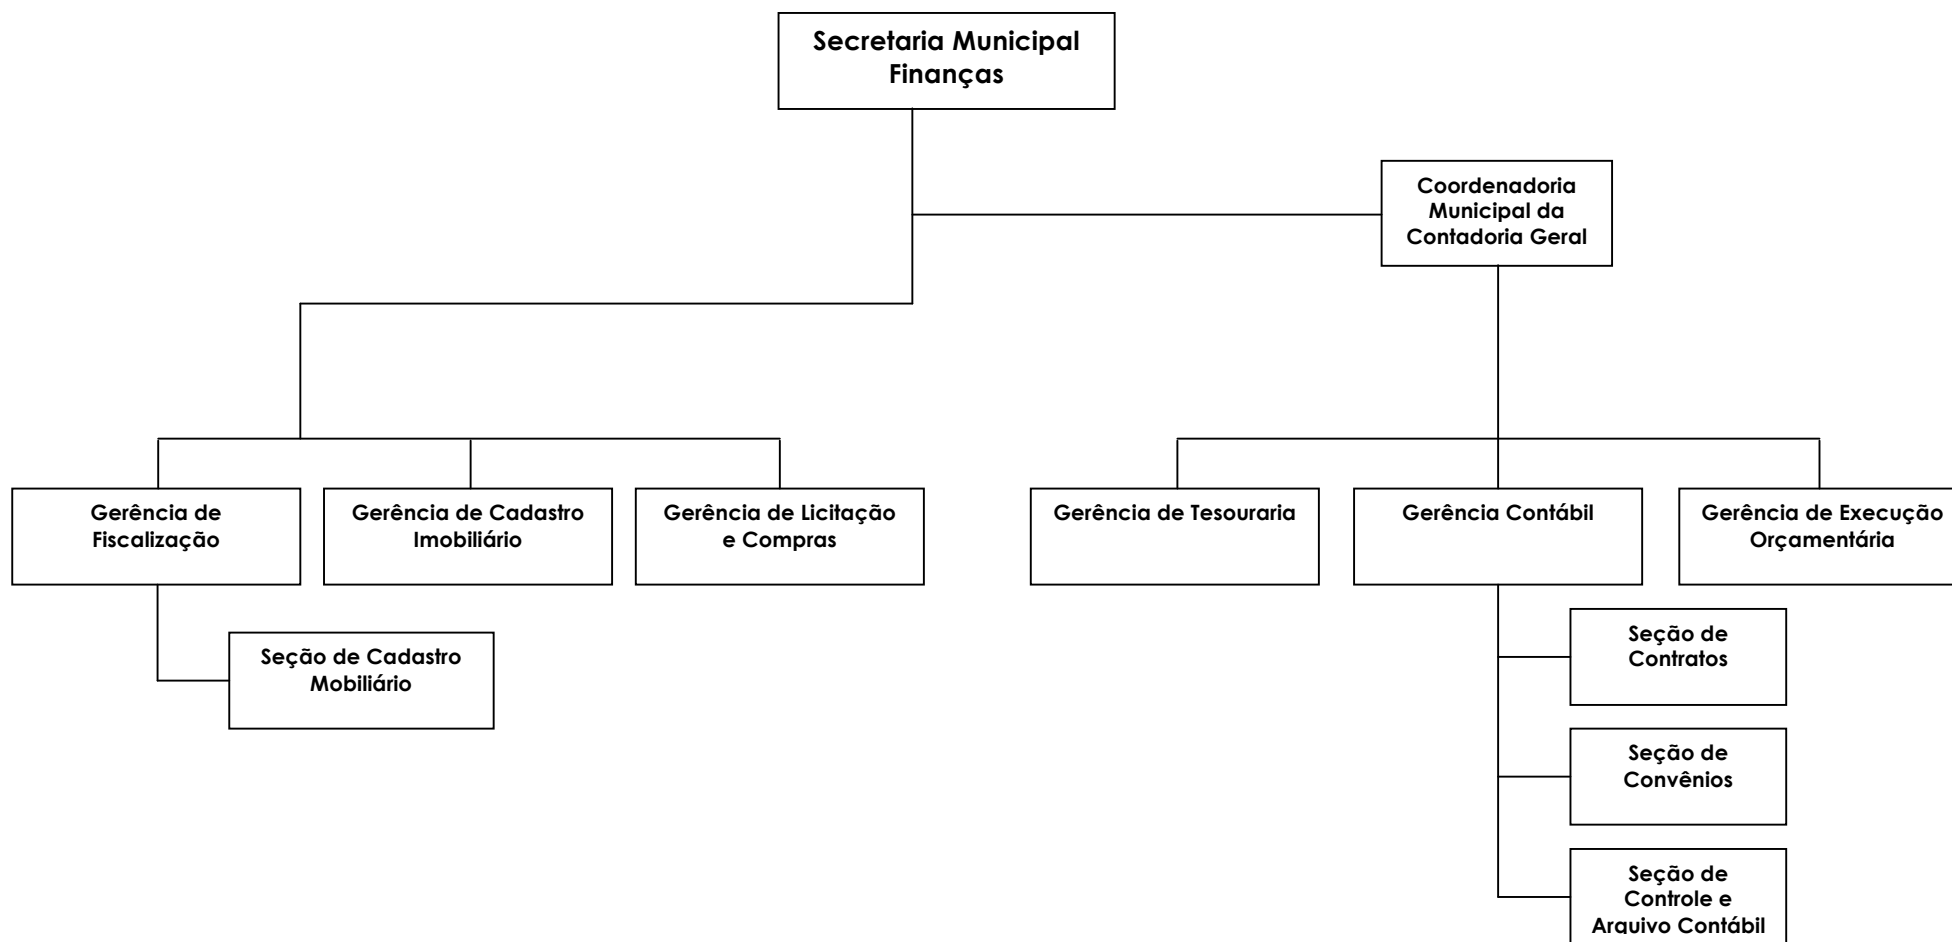 Secretaria Municipal
Finanças
Coordenadoria
Municipal da
Contadoria Geral
Gerência de
Fiscalização
Gerência de Cadastro
Imobiliário
Gerência de Licitação
e Compras
Gerência de Tesouraria
Gerência Contábil
Gerência de Execução
Orçamentária
Seção de Cadastro
Mobiliário
Seção de
Contratos
Seção de
Convênios
Seção de
Controle e
Arquivo Contábil